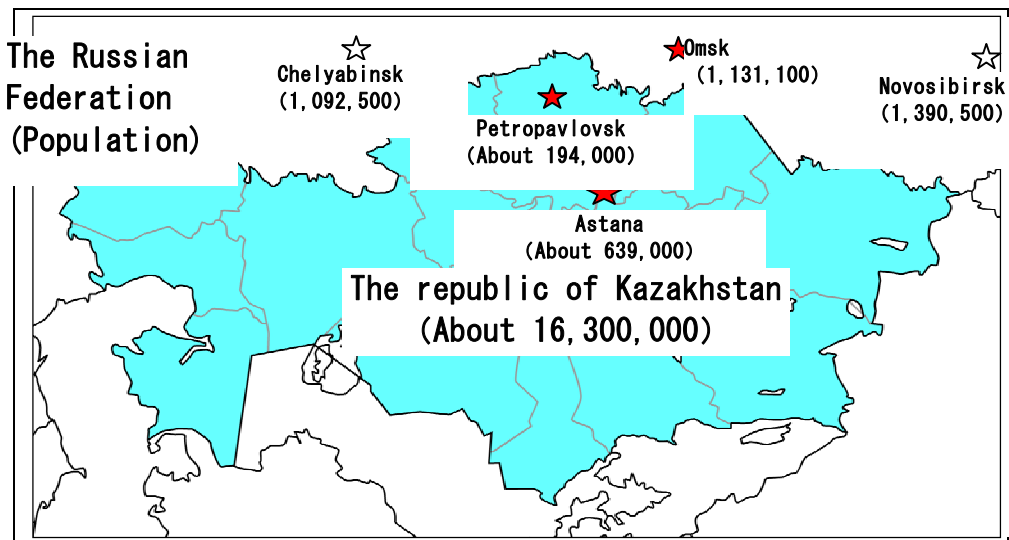 The Russian
Federation
(Population)
Chelyabinsk
(1,092,500)
Omsk
(1,131,100)
Novosibirsk
(1,390,500)
Petropavlovsk
(About 194,000)
Astana
(About 639,000)
The republic of Kazakhstan
(About 16,300,000)